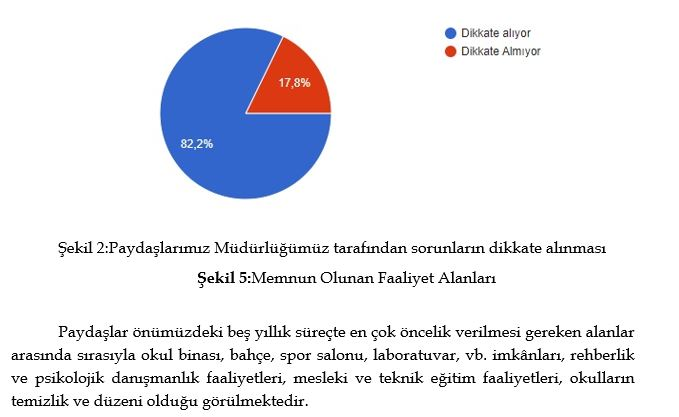 Dikkate alıyor
Dikkate Almıyor
17,8%
82,2%
Şekil 2:Paydaşlarımız Müdürlüğümüz tarafından sorunların dikkate alınması
Şekil 5:Memnun Olunan Faaliyet Alanları
Paydaşlar önümüzdeki beş yıllık süreçte en çok öncelik verilmesi gereken alanlar
arasında sırasıyla okul binası, bahçe, spor salonu, laboratuvar, vb. imkânları, rehberlik
ve psikolojik danışmanlık faaliyetleri, mesleki ve teknik eğitim faaliyetleri, okulların
temizlik ve düzeni olduğu görülmektedir.